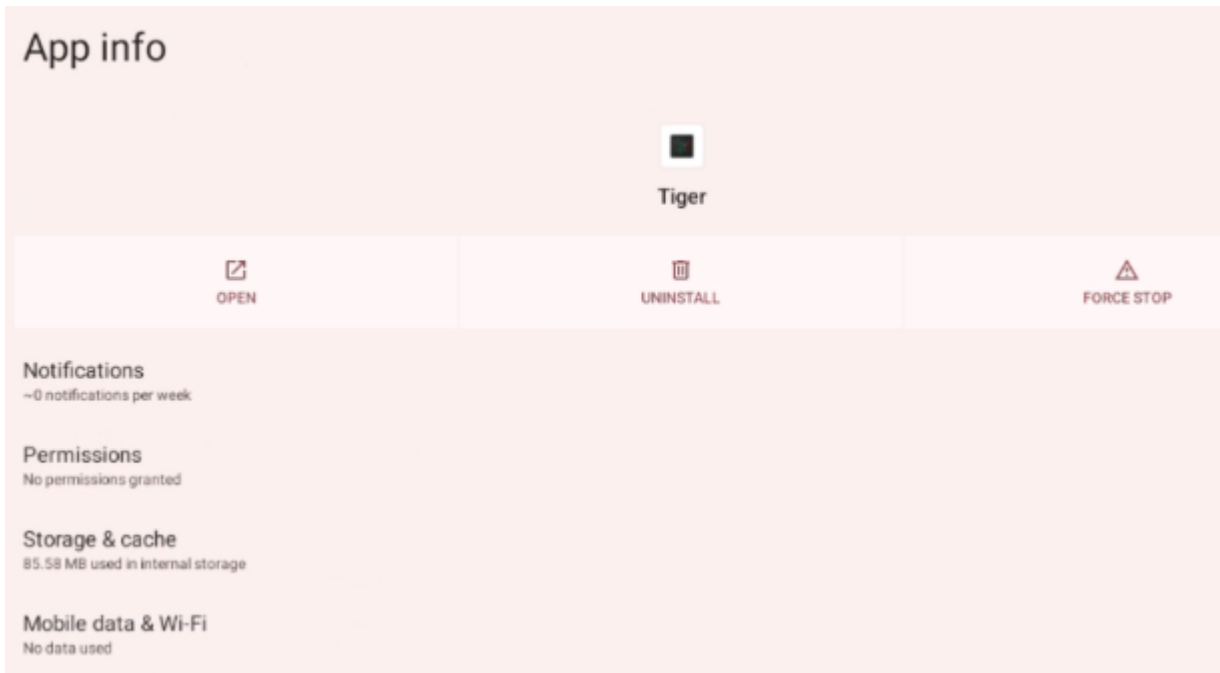 App info
Tiger
OPEN
UNINSTALL
FORCE STOP
Notifications
~0 notifications per week
Permissions
No permissions granted
Storage & cache
85.58 MB used in internal storage
Mobile data & Wi-Fi
No data used